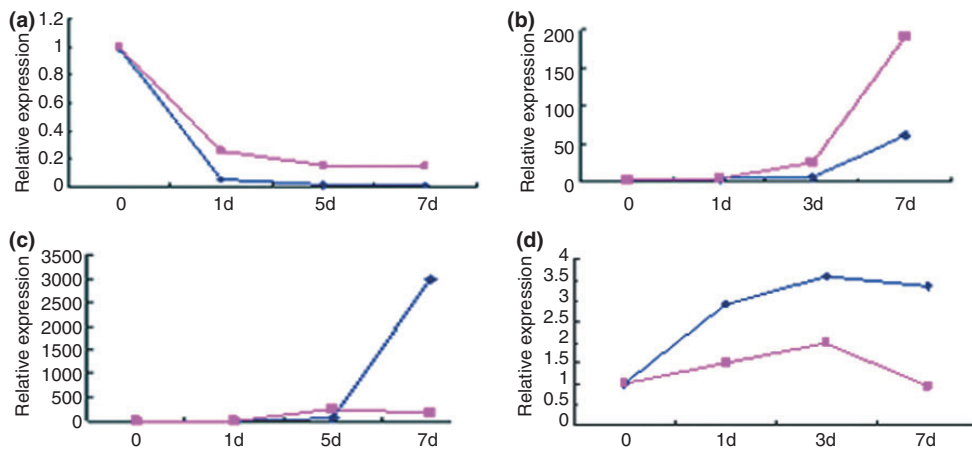 (a)
Relative expression
1.2
1
0.8
0.6
0.4
0.2
0
0 1d 5d 7d
(b)
Relative expression
200
150
100
50
0
0 1d 3d 7d
(c)
Relative expression
3500
3000
2500
2000
1500
1000
500
0
0 1d 5d 7d
(d)
Relative expression
4
3.5
3
2.5
2
1.5
1
0.5
0
0 1d 3d 7d